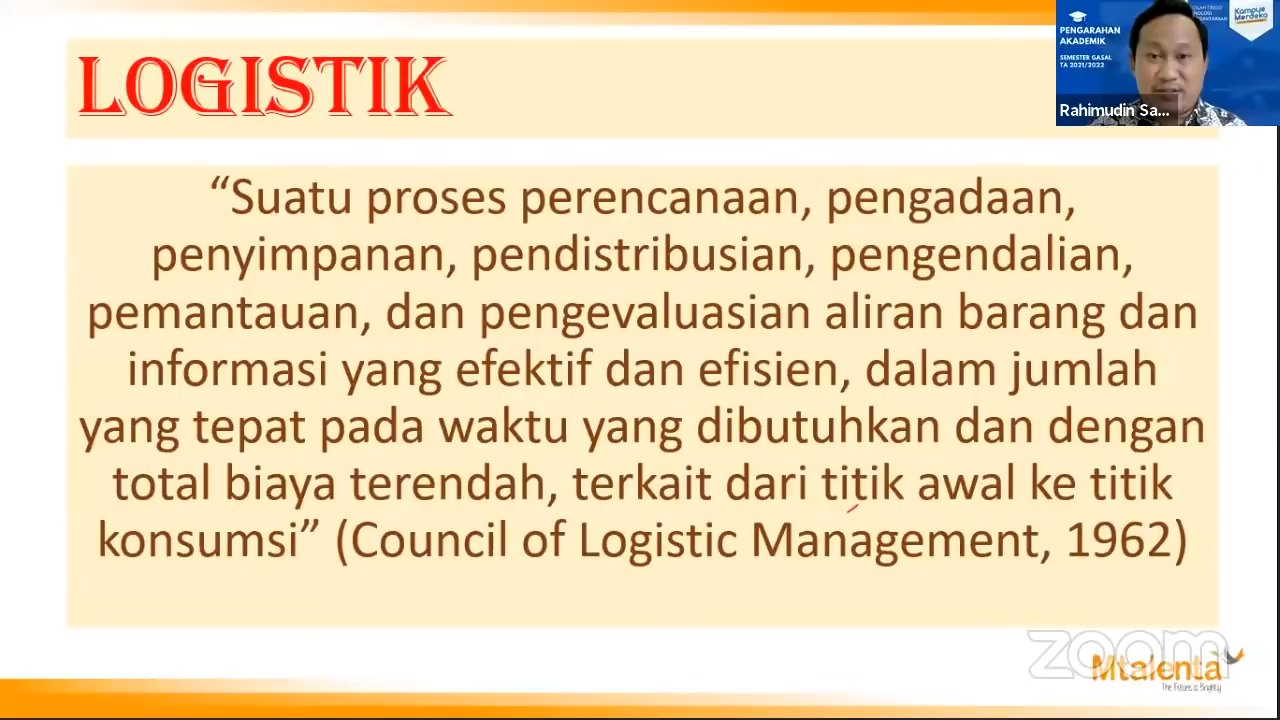 LOGISTIK
“Suatu proses perencanaan, pengadaan,
penyimpanan, pendistribusian, pengendalian,
pemantauan, dan pengevaluasian aliran barang dan
informasi yang efektif dan efisien, dalam jumlah
yang tepat pada waktu yang dibutuhkan dan dengan
total biaya terendah, terkait dari titik awal ke titik
konsumsi” (Council of Logistic Management, 1962)
PENGARAHAN
AKADEMIK
SEMESTER GASAL
TA 2021/2022
Kampus
Merdeka
Rahimudin Sa...
zoom
Mtalenta
The Future is Brightly